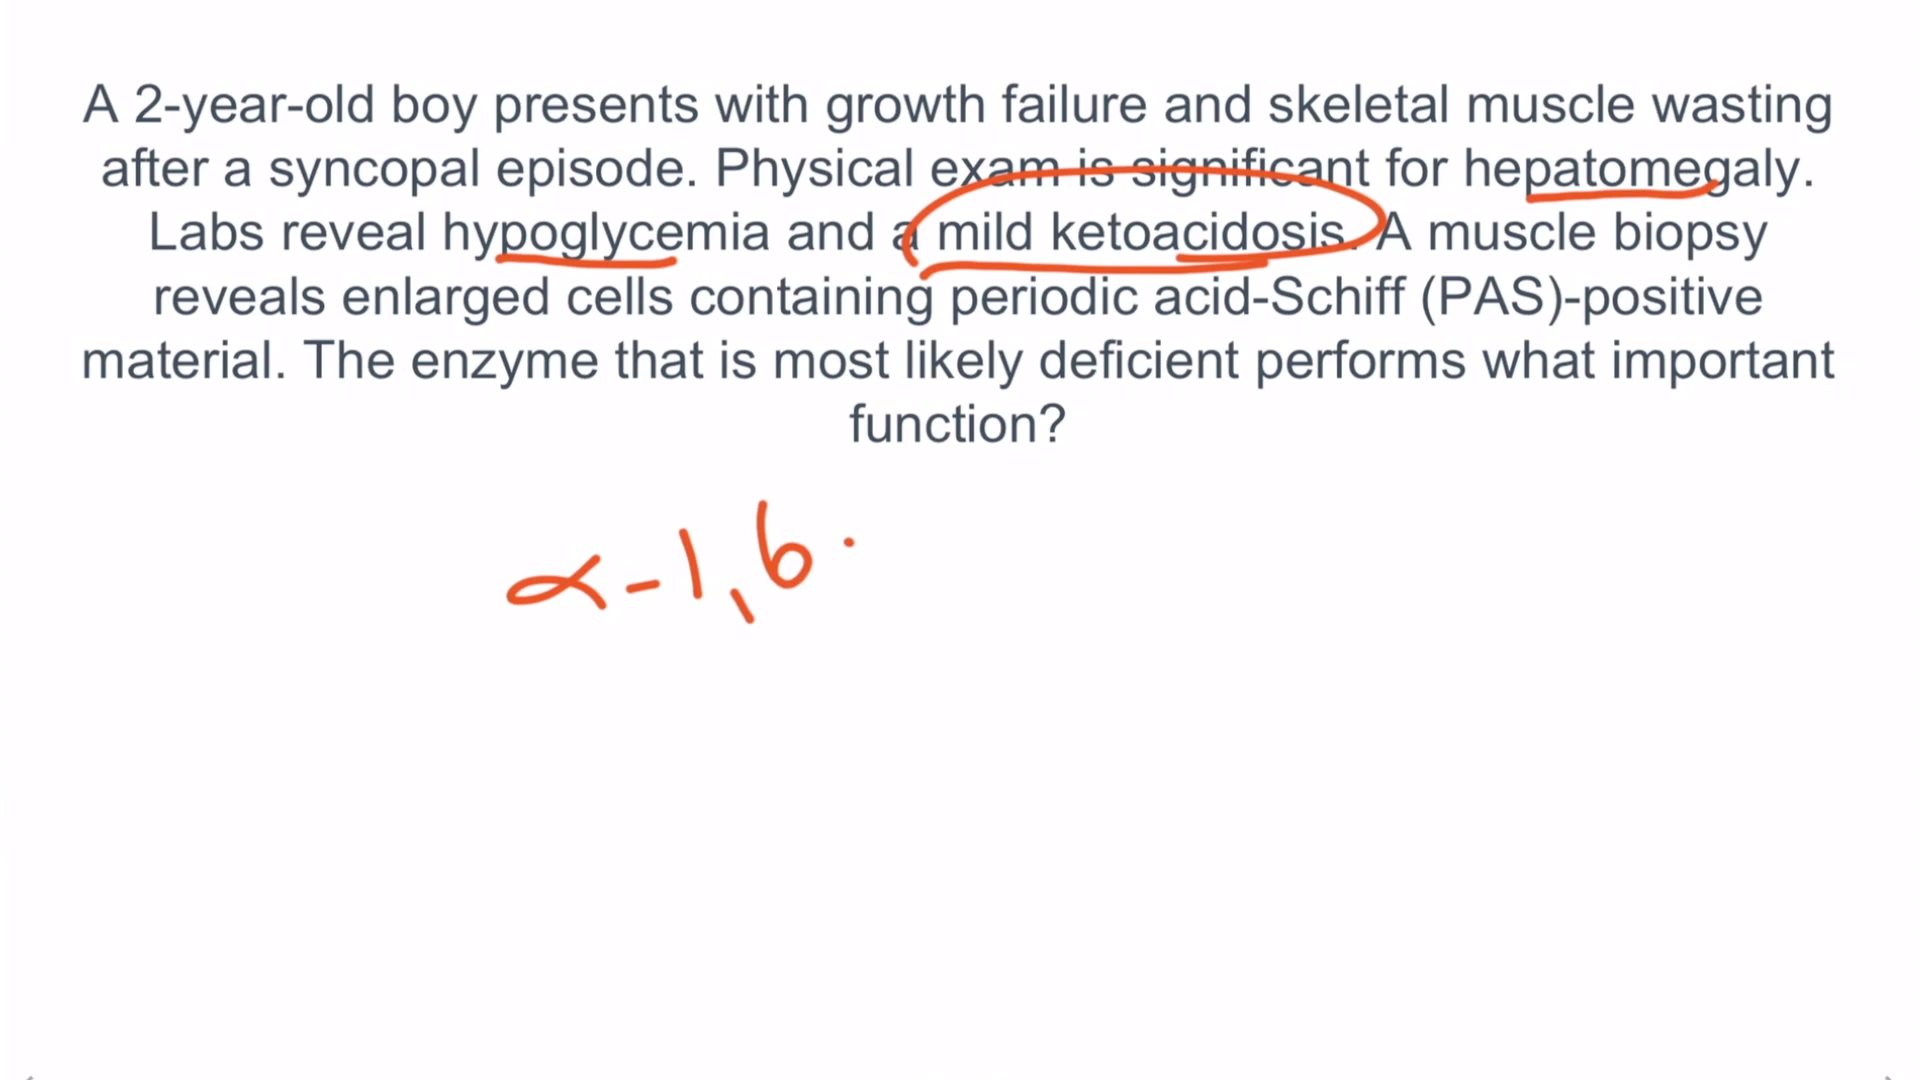 A 2-year-old boy presents with growth failure and skeletal muscle wasting
after a syncopal episode. Physical exam is significant for hepatomegaly.
Labs reveal hypoglycemia and a mild ketoacidosis. A muscle biopsy
reveals enlarged cells containing periodic acid-Schiff (PAS)-positive
material. The enzyme that is most likely deficient performs what important
function?
α-1,6.